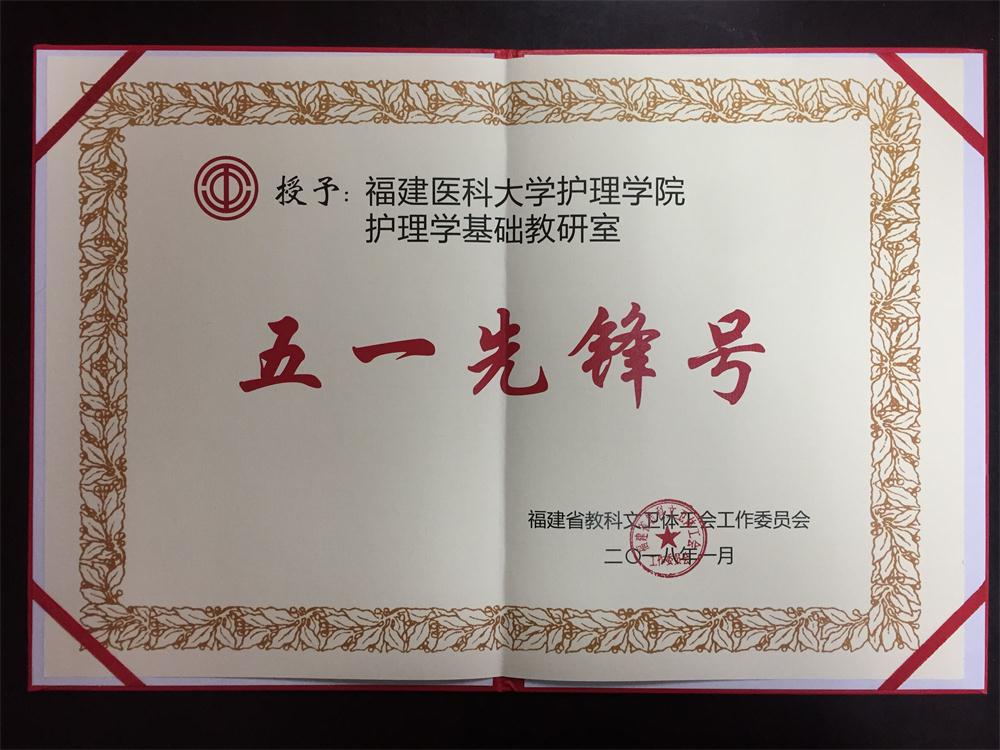 授予：福建医科大学护理学院
护理学基础教研室
五一先锋号
福建省教科文卫体工会工作委员会
二〇一八年一月